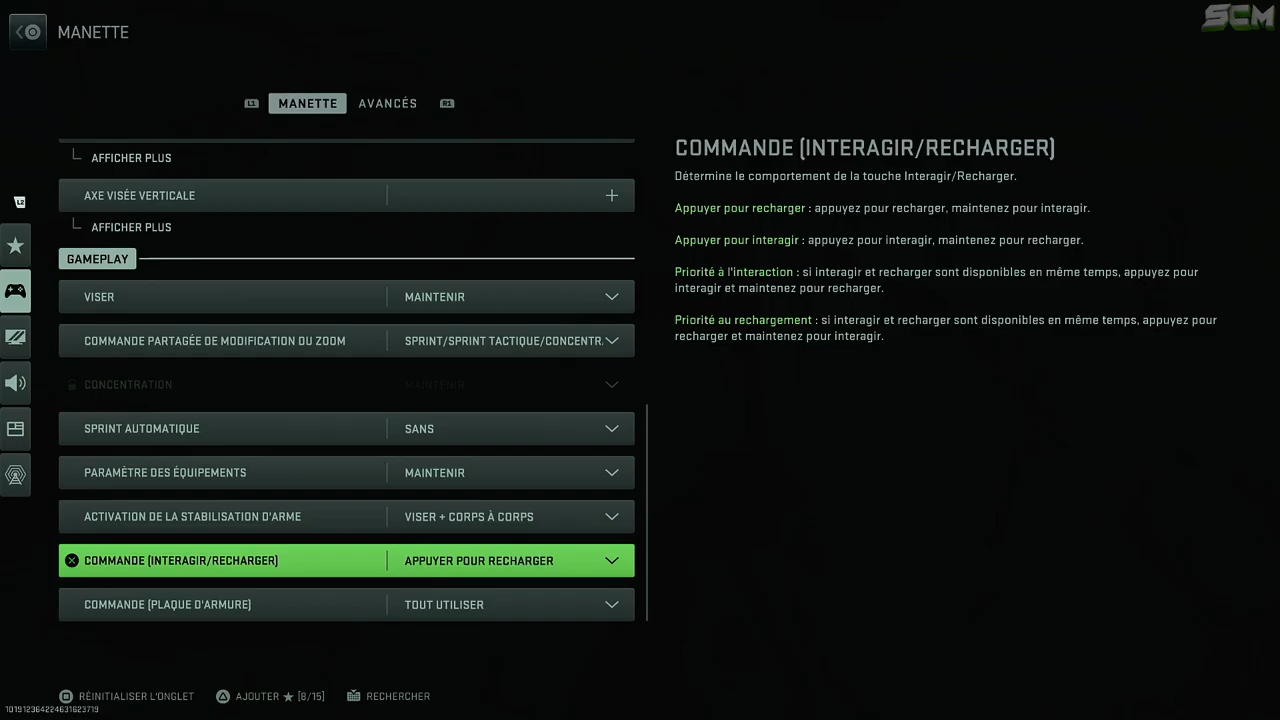 MANETTE
SCM
L1 MANETTE AVANCÉS R1
AFFICHER PLUS
AXE VISÉE VERTICALE
AFFICHER PLUS
L2
GAMEPLAY
VISER MAINTENIR
COMMANDE PARTAGÉE DE MODIFICATION DU ZOOM SPRINT/SPRINT TACTIQUE/CONCENTR.
CONCENTRATION MAINTENIR
SPRINT AUTOMATIQUE SANS
PARAMÈTRE DES ÉQUIPEMENTS MAINTENIR
ACTIVATION DE LA STABILISATION D'ARME VISER + CORPS À CORPS
COMMANDE (INTERAGIR/RECHARGER) APPUYER POUR RECHARGER
COMMANDE (PLAQUE D'ARMURE) TOUT UTILISER
COMMANDE (INTERAGIR/RECHARGER)
Détermine le comportement de la touche Interagir/Recharger.
Appuyer pour recharger : appuyez pour recharger, maintenez pour interagir.
Appuyer pour interagir : appuyez pour interagir, maintenez pour recharger.
Priorité à l'interaction : si interagir et recharger sont disponibles en même temps, appuyez pour
interagir et maintenez pour recharger.
Priorité au rechargement : si interagir et recharger sont disponibles en même temps, appuyez pour
recharger et maintenez pour interagir.
RÉINITIALISER L'ONGLET AJOUTER ★ [8/15] RECHERCHER
101912364224631623719